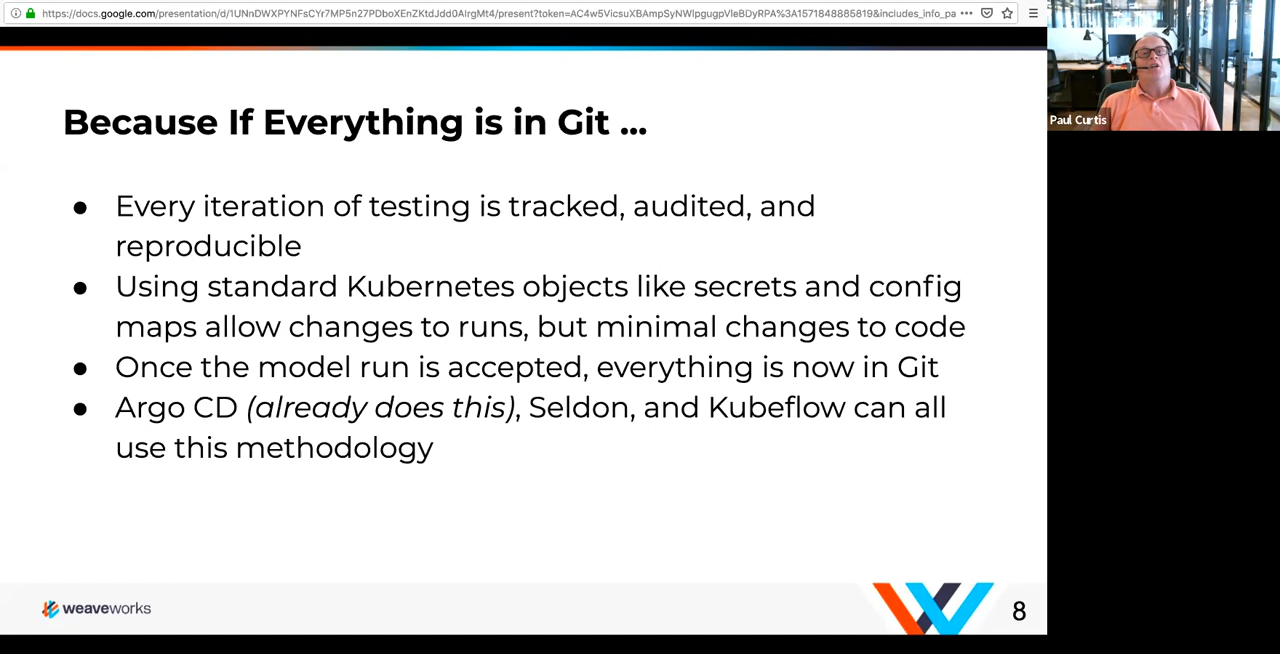 https://docs.google.com/presentation/d/1UNnDWXPYNFsCYr7MP5n27PDboXEnZKtdJdd0AlrgMt4/present?token=AC4w5VicsuXBAmpSyNWlpgugpVleBDyRPA%3A1571848885819&includes_info_pa
Paul Curtis
Because If Everything is in Git ...
● Every iteration of testing is tracked, audited, and
reproducible
● Using standard Kubernetes objects like secrets and config
maps allow changes to runs, but minimal changes to code
● Once the model run is accepted, everything is now in Git
● Argo CD (already does this), Seldon, and Kubeflow can all
use this methodology
weaveworks
8